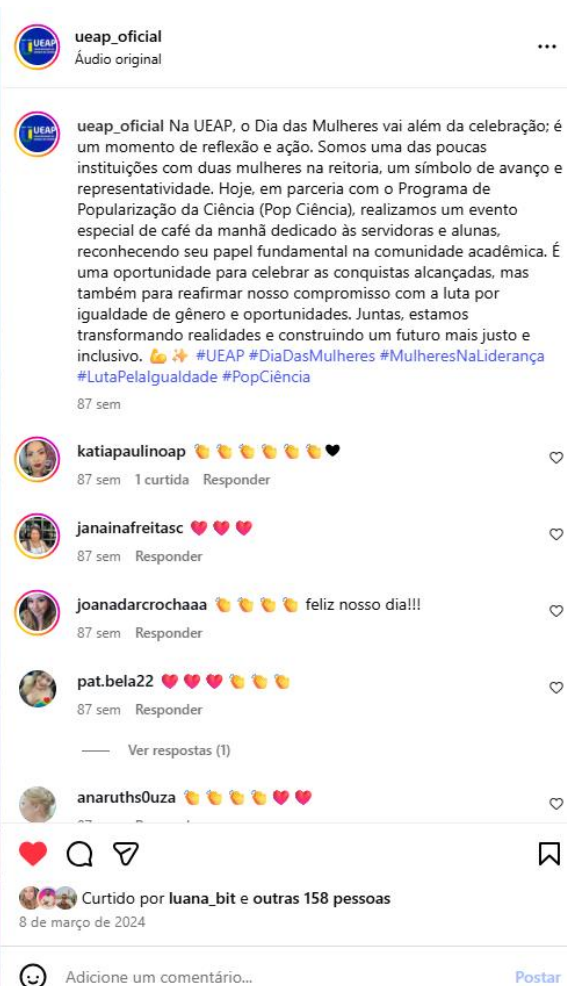 ueap_oficial
Áudio original
ueap_oficial Na UEAP, o Dia das Mulheres vai além da celebração; é
um momento de reflexão e ação. Somos uma das poucas
instituições com duas mulheres na reitoria, um símbolo de avanço e
representatividade. Hoje, em parceria com o Programa de
Popularização da Ciência (Pop Ciência), realizamos um evento
especial de café da manhã dedicado às servidoras e alunas,
reconhecendo seu papel fundamental na comunidade acadêmica. É
uma oportunidade para celebrar as conquistas alcançadas, mas
também para reafirmar nosso compromisso com a luta por
igualdade de gênero e oportunidades. Juntas, estamos
transformando realidades e construindo um futuro mais justo e
inclusivo. 💪 ✨ #UEAP #DiaDasMulheres #MulheresNaLiderança
#LutaPelaIgualdade #PopCiência
87 sem
katiapaulinoap 👏 👏 👏 👏 👏 👏 🖤
87 sem 1 curtida Responder
janainafreitasc ❤️ ❤️ ❤️
87 sem Responder
joanadarcrochaaa 👏 👏 👏 👏 feliz nosso dia!!!
87 sem Responder
pat.bela22 ❤️ ❤️ ❤️ 👏 👏 👏
87 sem Responder
Ver respostas (1)
anaruths0uza 👏 👏 👏 👏 ❤️ ❤️
Curtido por luana_bit e outras 158 pessoas
8 de março de 2024
Adicione um comentário...
Postar